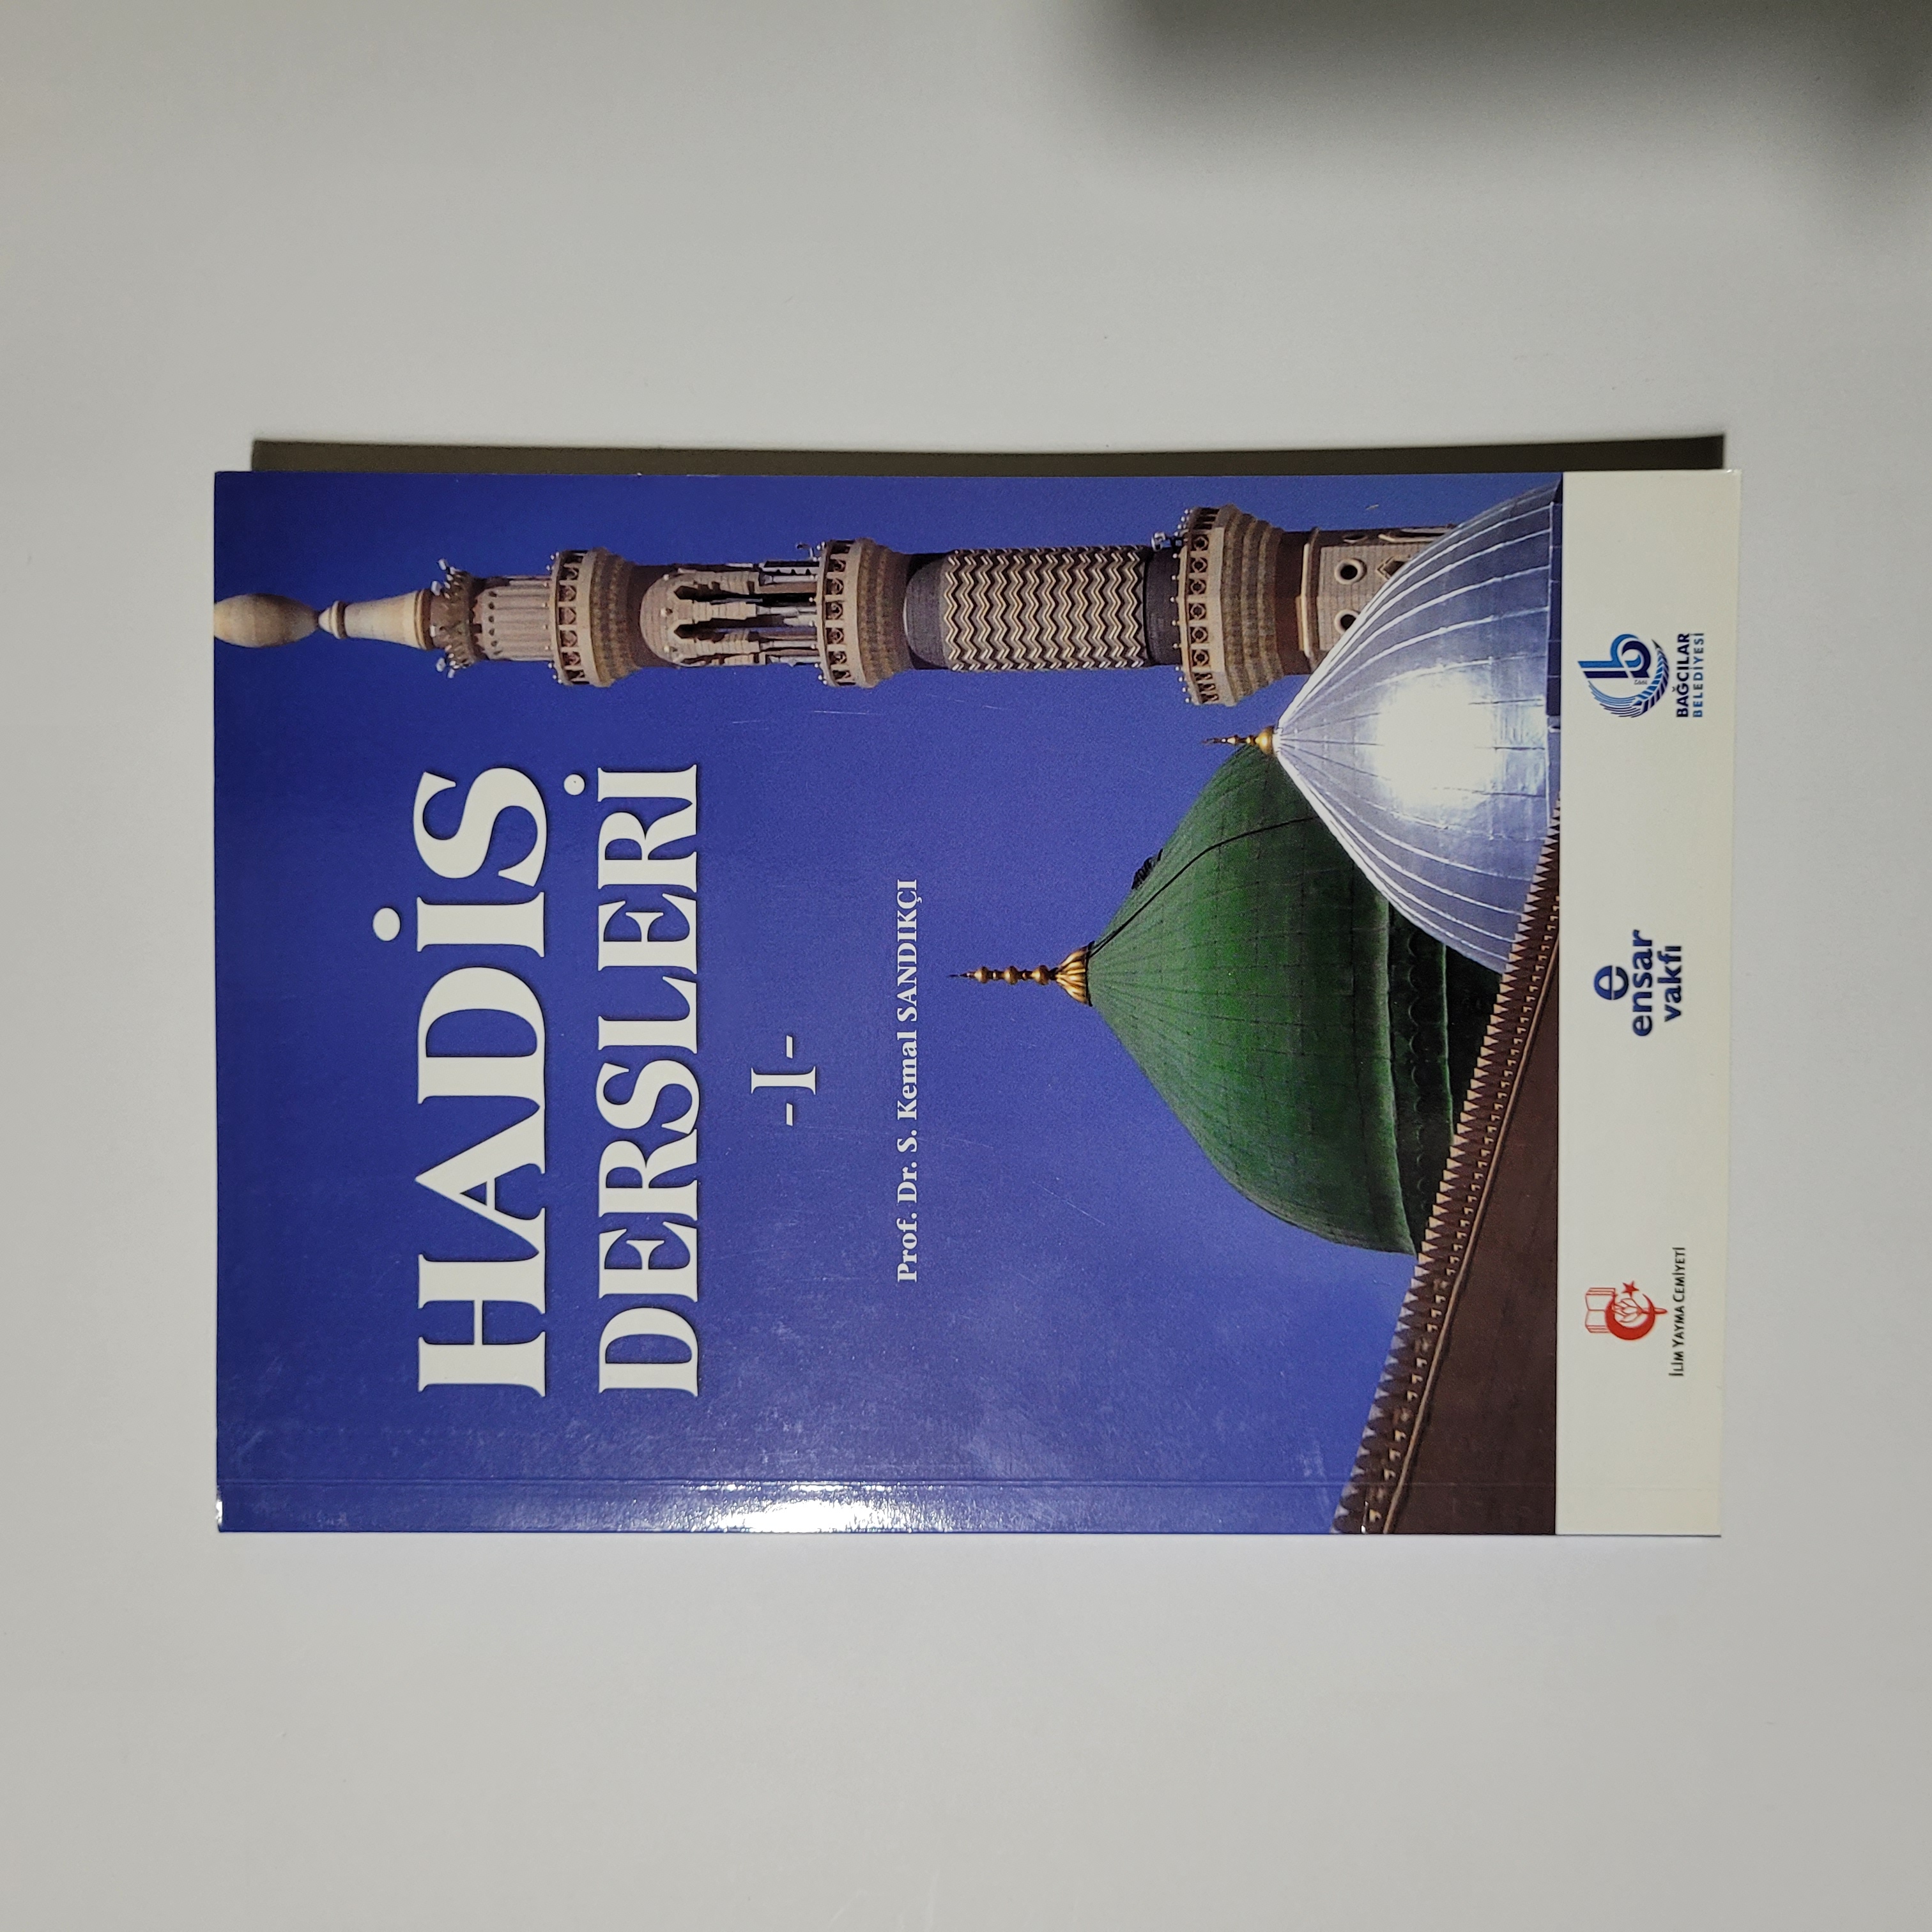 HADİS
DERSLERİ
- I -
Prof. Dr. S. Kemal SANDIKÇI
İLİM YAYMA CEMİYETİ
e
ensar
vakfı
b
BAĞCILAR
BELEDİYESİ